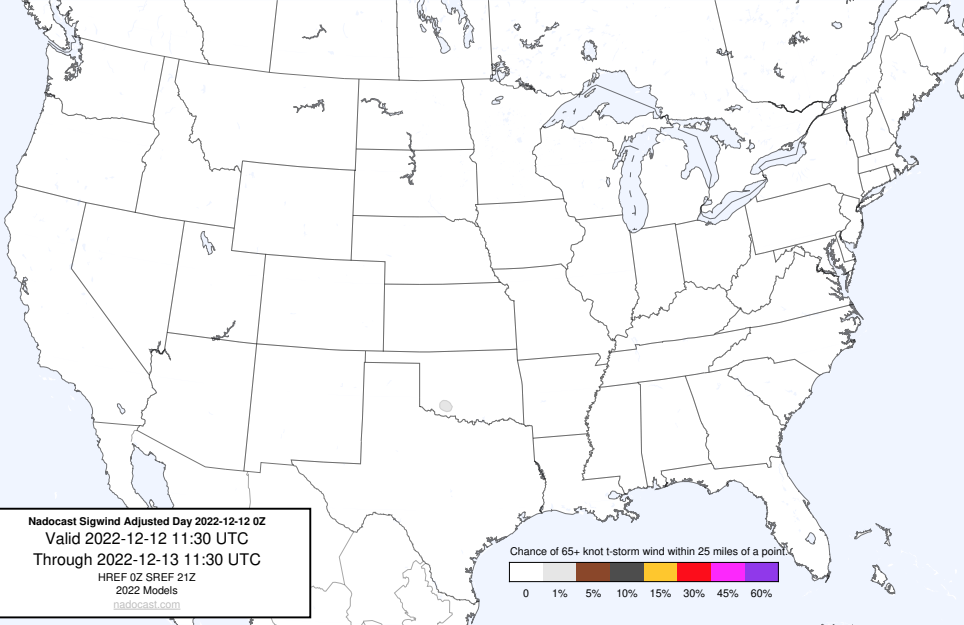 Nadocast Sigwind Adjusted Day 2022-12-12 0Z
Valid 2022-12-12 11:30 UTC
Through 2022-12-13 11:30 UTC
HREF 0Z SREF 21Z
2022 Models
nadocast.com
Chance of 65+ knot t-storm wind within 25 miles of a point.
0 1% 5% 10% 15% 30% 45% 60%